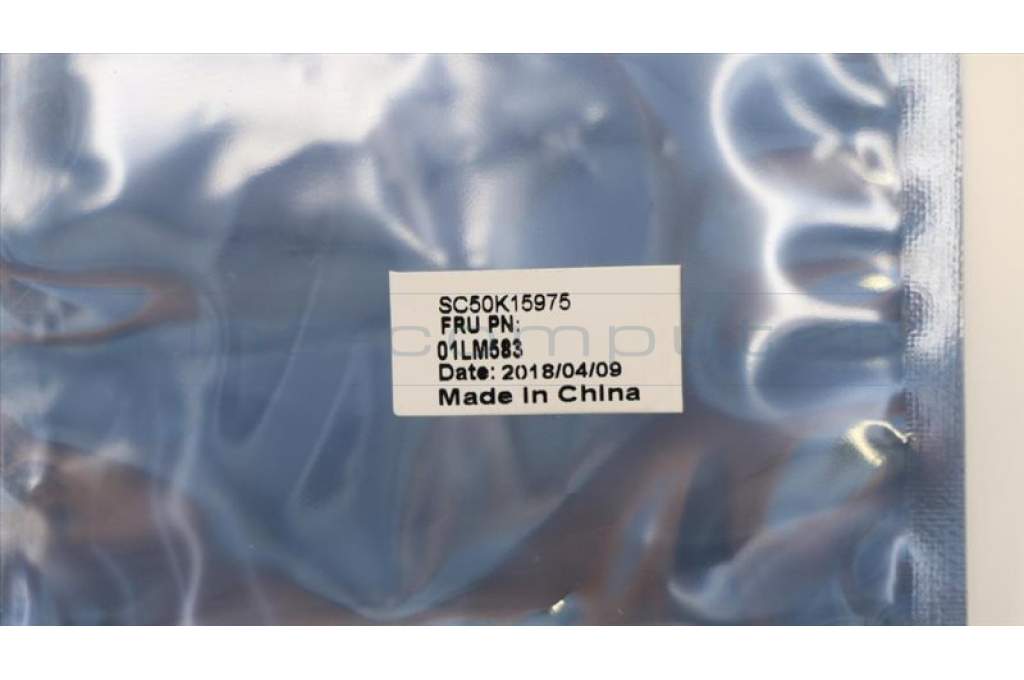 SC50K15975
FRU PN:
01LM583
Date: 2018/04/09
Made In China